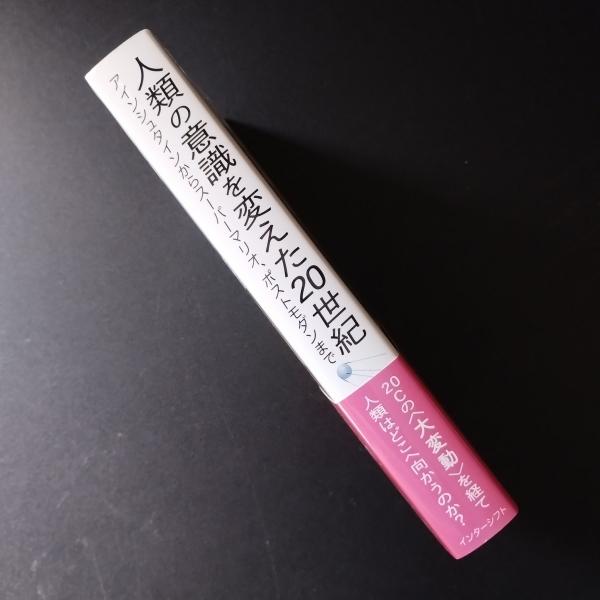 人類の意識を変えた20世紀
アインシュタインからスーパーマリオ、ポストモダンまで
20Cの〈大変動〉を経て
人類はどこへ向かうのか?
インターシフト